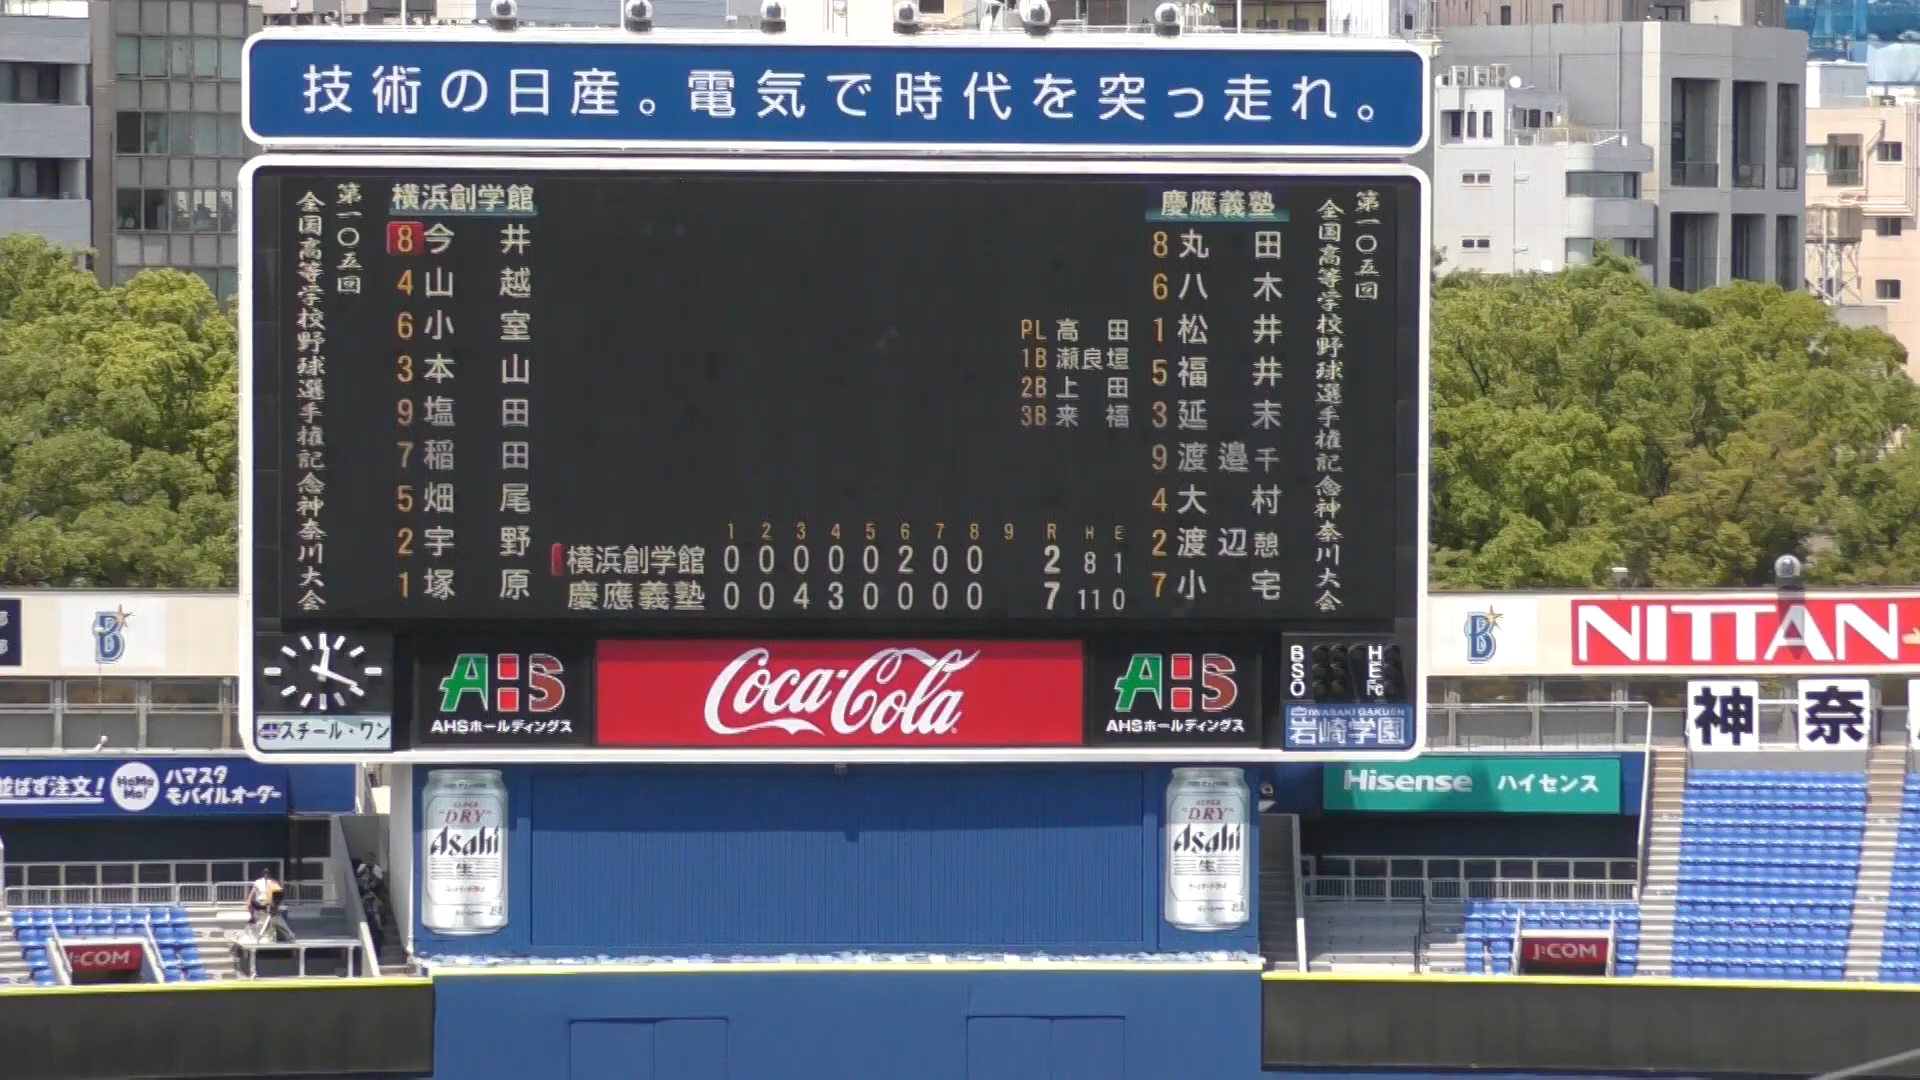 技術の日産。電気で時代を突っ走れ。
第一〇五回
全国高等学校野球選手権記念神奈川大会
横浜創学館
8 今井
4 山越
6 小室
3 本山
9 塩田
7 稲田
5 畑尾
2 宇野
1 塚原
PL 高田
1B 瀬良垣
2B 上田
3B 来福
慶應義塾
8 丸田
6 八木
1 松井
5 福井
3 延末
9 渡邉千
4 大村
2 渡辺憩
7 小宅
第一〇五回
全国高等学校野球選手権記念神奈川大会
1 2 3 4 5 6 7 8 9 R H E
横浜創学館 0 0 0 0 0 2 0 0 2 8 1
慶應義塾 0 0 4 3 0 0 0 0 7 11 0
スチール・ワン
AHS
AHSホールディングス
Coca-Cola
AHS
AHSホールディングス
B
S
O
H
E
Fc
IWASAKI GAKUEN
岩崎学園
B
B
NITTAN
神奈
並ばず注文!
ハマスタ
モバイルオーダー
SUPER
"DRY"
Asahi
生
SUPER
"DRY"
Asahi
生
Hisense ハイセンス
J:COM
J:COM